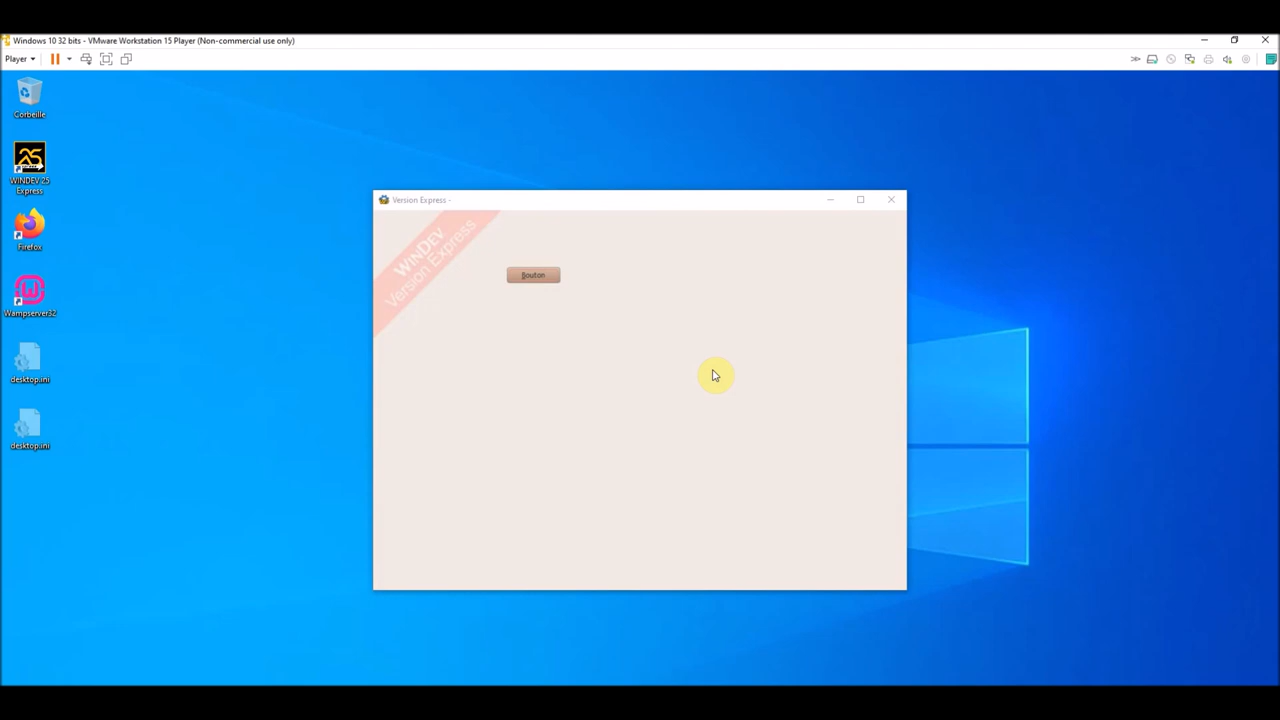 Windows 10 32 bits - VMware Workstation 15 Player (Non-commercial use only)
Player
Corbeille
25
WINDEV 25
Express
Firefox
Wampserver32
desktop.ini
desktop.ini
Version Express -
WINDEV
Version Express
Bouton